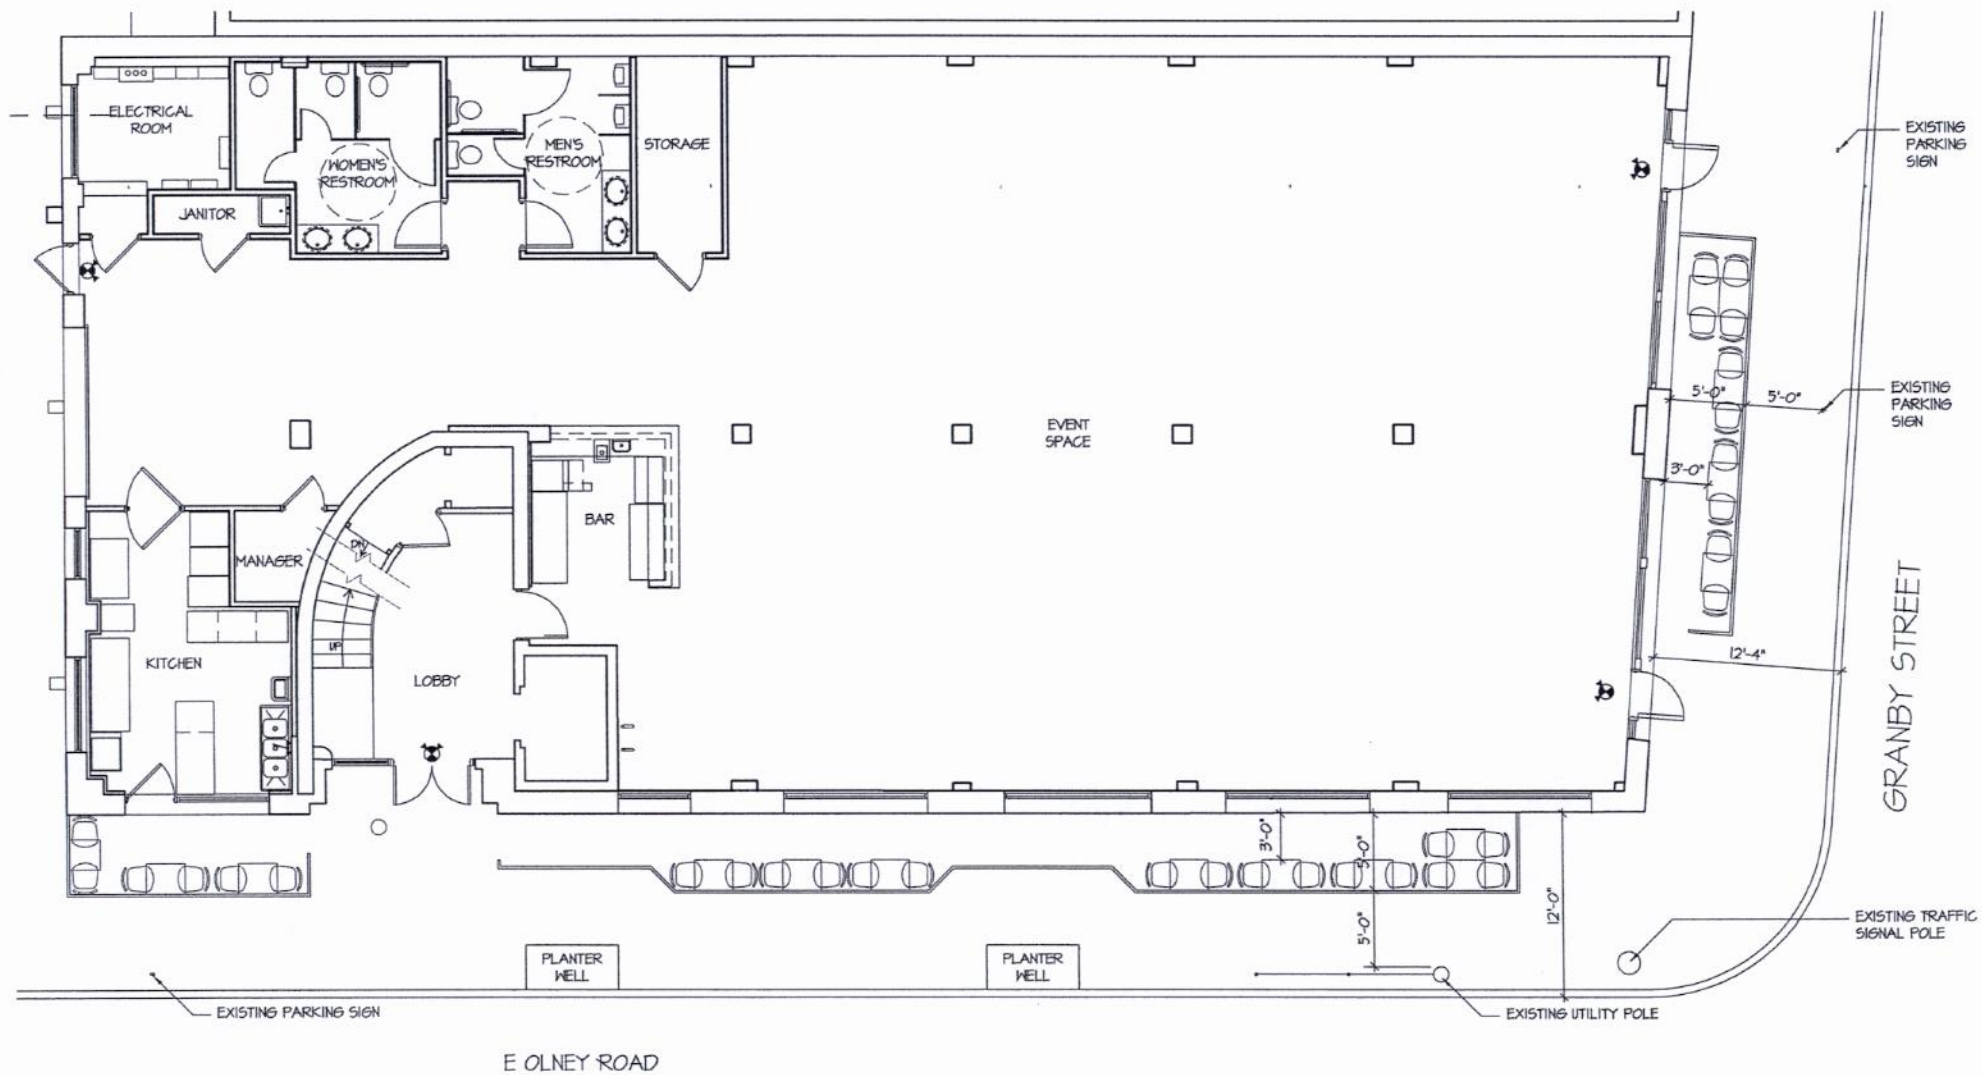 ELECTRICAL
ROOM
WOMEN'S
RESTROOM
MEN'S
RESTROOM
STORAGE
JANITOR
EXISTING
PARKING
SIGN
EXISTING
PARKING
SIGN
5'-0"
5'-0"
3'-0"
EVENT
SPACE
BAR
DN
MANAGER
UP
KITCHEN
LOBBY
12'-4"
GRANBY STREET
3'-0"
5'-0"
5'-0"
12'-0"
PLANTER
WELL
PLANTER
WELL
EXISTING TRAFFIC
SIGNAL POLE
EXISTING PARKING SIGN
EXISTING UTILITY POLE
E OLNEY ROAD